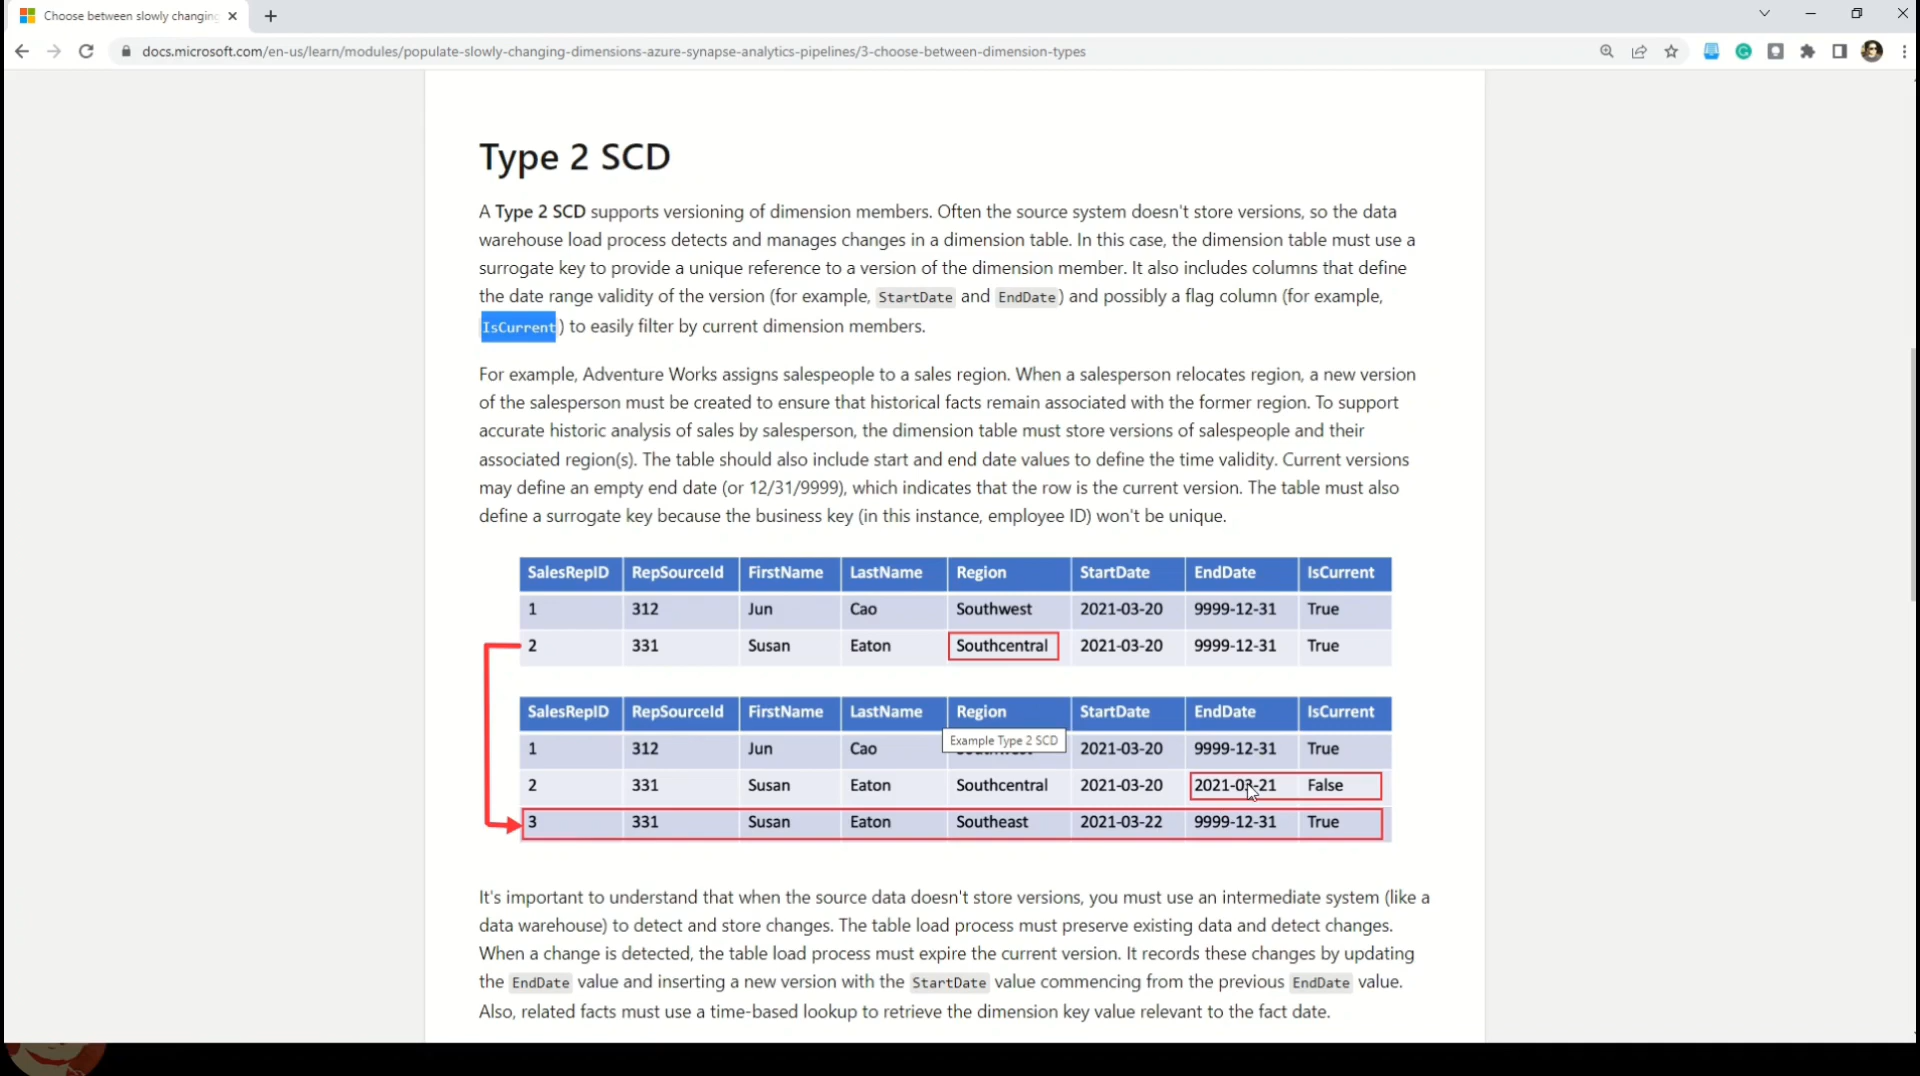 Choose between slowly changing
docs.microsoft.com/en-us/learn/modules/populate-slowly-changing-dimensions-azure-synapse-analytics-pipelines/3-choose-between-dimension-types
Type 2 SCD
A Type 2 SCD supports versioning of dimension members. Often the source system doesn't store versions, so the data
warehouse load process detects and manages changes in a dimension table. In this case, the dimension table must use a
surrogate key to provide a unique reference to a version of the dimension member. It also includes columns that define
the date range validity of the version (for example, StartDate and EndDate) and possibly a flag column (for example,
IsCurrent) to easily filter by current dimension members.
For example, Adventure Works assigns salespeople to a sales region. When a salesperson relocates region, a new version
of the salesperson must be created to ensure that historical facts remain associated with the former region. To support
accurate historic analysis of sales by salesperson, the dimension table must store versions of salespeople and their
associated region(s). The table should also include start and end date values to define the time validity. Current versions
may define an empty end date (or 12/31/9999), which indicates that the row is the current version. The table must also
define a surrogate key because the business key (in this instance, employee ID) won't be unique.
SalesRepID RepSourceId FirstName LastName Region StartDate EndDate IsCurrent
1 312 Jun Cao Southwest 2021-03-20 9999-12-31 True
2 331 Susan Eaton Southcentral 2021-03-20 9999-12-31 True
SalesRepID RepSourceId FirstName LastName Region StartDate EndDate IsCurrent
Example Type 2 SCD
1 312 Jun Cao 2021-03-20 9999-12-31 True
2 331 Susan Eaton Southcentral 2021-03-20 2021-03-21 False
3 331 Susan Eaton Southeast 2021-03-22 9999-12-31 True
It's important to understand that when the source data doesn't store versions, you must use an intermediate system (like a
data warehouse) to detect and store changes. The table load process must preserve existing data and detect changes.
When a change is detected, the table load process must expire the current version. It records these changes by updating
the EndDate value and inserting a new version with the StartDate value commencing from the previous EndDate value.
Also, related facts must use a time-based lookup to retrieve the dimension key value relevant to the fact date.